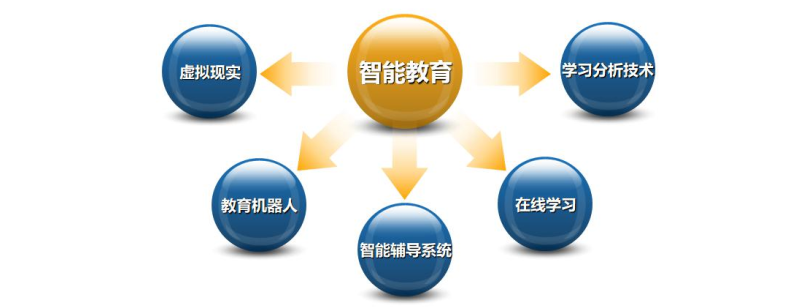 智能教育
虚拟现实
学习分析技术
教育机器人
在线学习
智能辅导系统